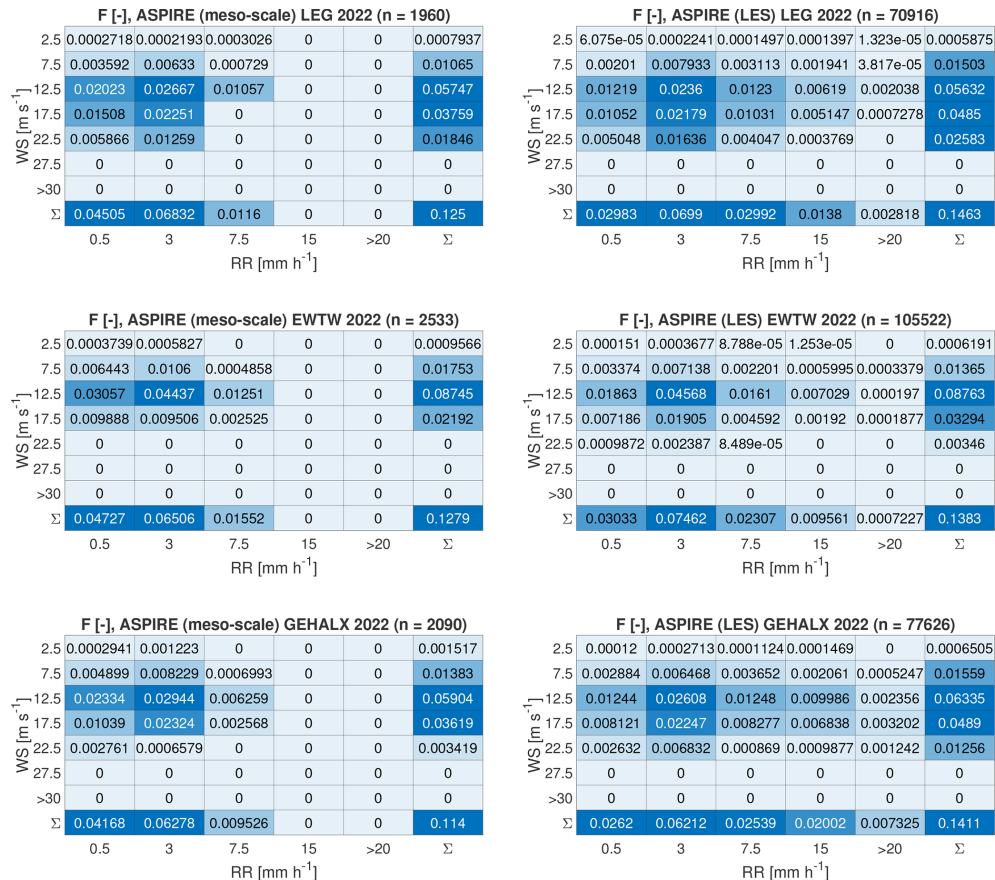 F [-], ASPIRE (meso-scale) LEG 2022 (n = 1960)
WS [m s⁻¹]
2.5 0.0002718 0.0002193 0.0003026 0 0 0.0007937
7.5 0.003592 0.00633 0.000729 0 0 0.01065
12.5 0.02023 0.02667 0.01057 0 0 0.05747
17.5 0.01508 0.02251 0 0 0 0.03759
22.5 0.005866 0.01259 0 0 0 0.01846
27.5 0 0 0 0 0 0
>30 0 0 0 0 0 0
Σ 0.04505 0.06832 0.0116 0 0 0.125
0.5 3 7.5 15 >20 Σ
RR [mm h⁻¹]
F [-], ASPIRE (LES) LEG 2022 (n = 70916)
WS [m s⁻¹]
2.5 6.075e-05 0.0002241 0.0001497 0.0001397 1.323e-05 0.0005875
7.5 0.00201 0.007933 0.003113 0.001941 3.817e-05 0.01503
12.5 0.01219 0.0236 0.0123 0.00619 0.002038 0.05632
17.5 0.01052 0.02179 0.01031 0.005147 0.0007278 0.0485
22.5 0.005048 0.01636 0.004047 0.0003769 0 0.02583
27.5 0 0 0 0 0 0
>30 0 0 0 0 0 0
Σ 0.02983 0.0699 0.02992 0.0138 0.002818 0.1463
0.5 3 7.5 15 >20 Σ
RR [mm h⁻¹]
F [-], ASPIRE (meso-scale) EWTW 2022 (n = 2533)
WS [m s⁻¹]
2.5 0.0003739 0.0005827 0 0 0 0.0009566
7.5 0.006443 0.0106 0.0004858 0 0 0.01753
12.5 0.03057 0.04437 0.01251 0 0 0.08745
17.5 0.009888 0.009506 0.002525 0 0 0.02192
22.5 0 0 0 0 0 0
27.5 0 0 0 0 0 0
>30 0 0 0 0 0 0
Σ 0.04727 0.06506 0.01552 0 0 0.1279
0.5 3 7.5 15 >20 Σ
RR [mm h⁻¹]
F [-], ASPIRE (LES) EWTW 2022 (n = 105522)
WS [m s⁻¹]
2.5 0.000151 0.0003677 8.788e-05 1.253e-05 0 0.0006191
7.5 0.003374 0.007138 0.002201 0.0005995 0.0003379 0.01365
12.5 0.01863 0.04568 0.0161 0.007029 0.000197 0.08763
17.5 0.007186 0.01905 0.004592 0.00192 0.0001877 0.03294
22.5 0.0009872 0.002387 8.489e-05 0 0 0.00346
27.5 0 0 0 0 0 0
>30 0 0 0 0 0 0
Σ 0.03033 0.07462 0.02307 0.009561 0.0007227 0.1383
0.5 3 7.5 15 >20 Σ
RR [mm h⁻¹]
F [-], ASPIRE (meso-scale) GEHALX 2022 (n = 2090)
WS [m s⁻¹]
2.5 0.0002941 0.001223 0 0 0 0.001517
7.5 0.004899 0.008229 0.0006993 0 0 0.01383
12.5 0.02334 0.02944 0.006259 0 0 0.05904
17.5 0.01039 0.02324 0.002568 0 0 0.03619
22.5 0.002761 0.0006579 0 0 0 0.003419
27.5 0 0 0 0 0 0
>30 0 0 0 0 0 0
Σ 0.04168 0.06278 0.009526 0 0 0.114
0.5 3 7.5 15 >20 Σ
RR [mm h⁻¹]
F [-], ASPIRE (LES) GEHALX 2022 (n = 77626)
WS [m s⁻¹]
2.5 0.00012 0.0002713 0.0001124 0.0001469 0 0.0006505
7.5 0.002884 0.006468 0.003652 0.002061 0.0005247 0.01559
12.5 0.01244 0.02608 0.01248 0.009986 0.002356 0.06335
17.5 0.008121 0.02247 0.008277 0.006838 0.003202 0.0489
22.5 0.002632 0.006832 0.000869 0.0009877 0.001242 0.01256
27.5 0 0 0 0 0 0
>30 0 0 0 0 0 0
Σ 0.0262 0.06212 0.02539 0.02002 0.007325 0.1411
0.5 3 7.5 15 >20 Σ
RR [mm h⁻¹]